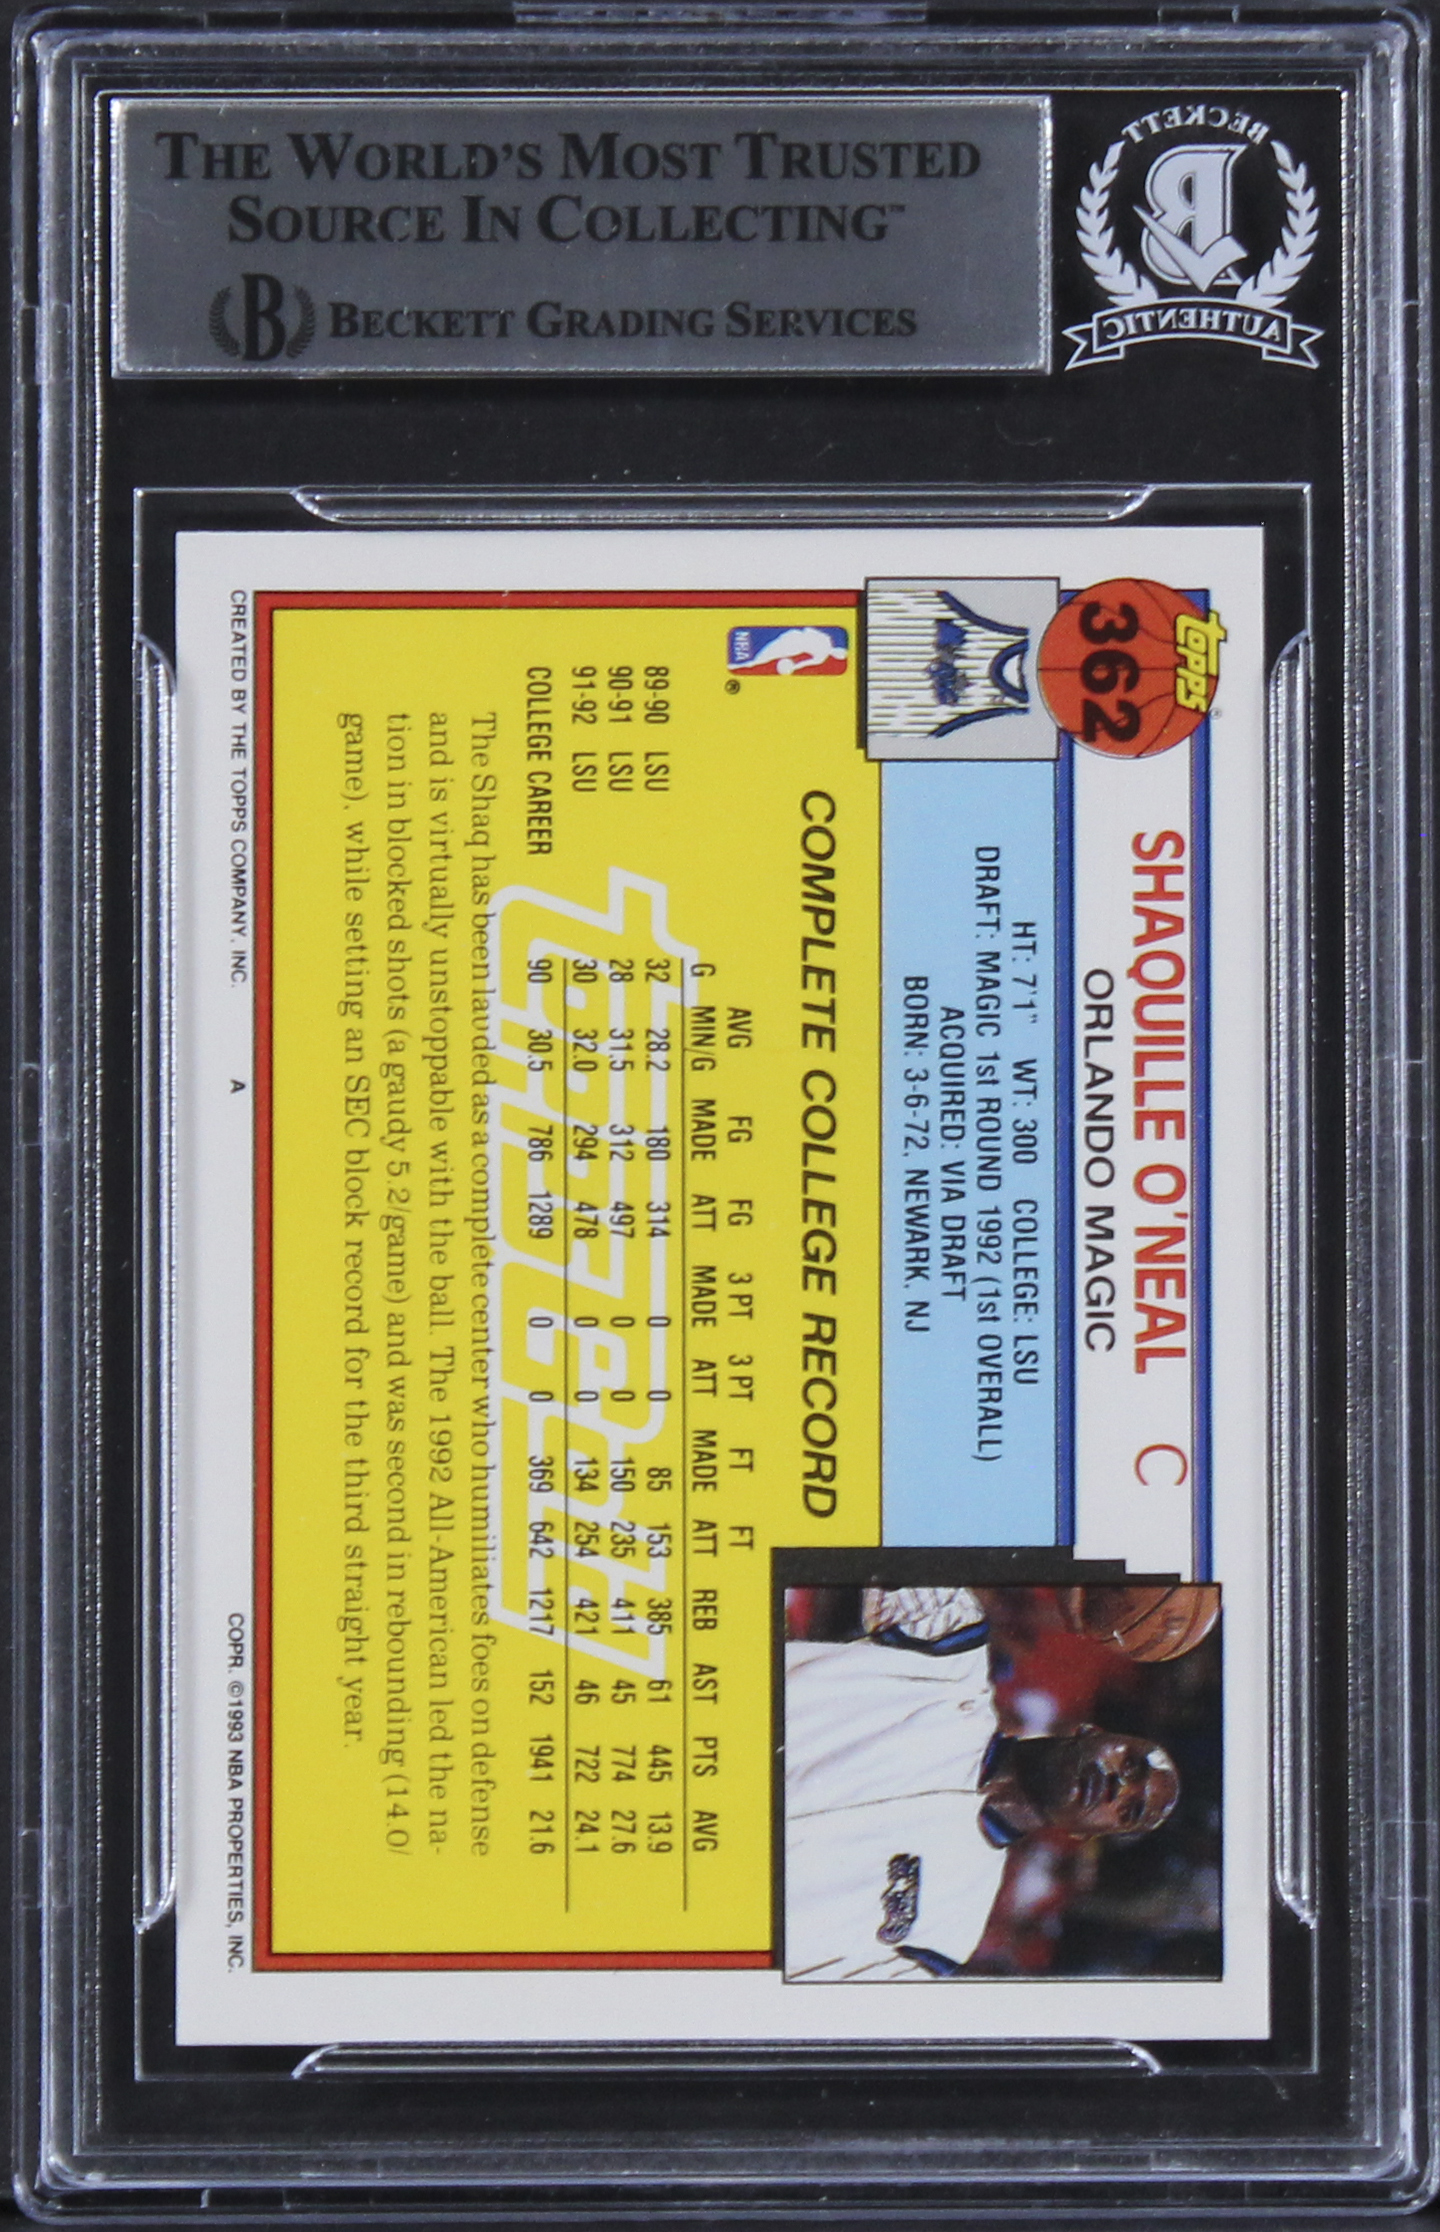 THE WORLD'S MOST TRUSTED
SOURCE IN COLLECTING™
B BECKETT GRADING SERVICES
BECKETT
B
AUTHENTIC
topps®
362
SHAQUILLE O'NEAL C
ORLANDO MAGIC
HT: 7'1" WT: 300 COLLEGE: LSU
DRAFT: MAGIC 1st ROUND 1992 (1st OVERALL)
ACQUIRED: VIA DRAFT
BORN: 3-6-72, NEWARK, NJ
Magic
COMPLETE COLLEGE RECORD
NBA ®
AVG FG FG 3 PT 3 PT FT FT
G MIN/G MADE ATT MADE ATT MADE ATT REB AST PTS AVG
89-90 LSU 32 28.2 180 314 0 0 85 153 385 61 445 13.9
90-91 LSU 28 31.5 312 497 0 0 150 235 411 45 774 27.6
91-92 LSU 30 32.0 294 478 0 0 134 254 421 46 722 24.1
COLLEGE CAREER 90 30.5 786 1289 0 0 369 642 1217 152 1941 21.6
The Shaq has been lauded as a complete center who humiliates foes on defense
and is virtually unstoppable with the ball. The 1992 All-American led the na-
tion in blocked shots (a gaudy 5.2/game) and was second in rebounding (14.0/
game), while setting an SEC block record for the third straight year.
CREATED BY THE TOPPS COMPANY, INC. A COPR. ©1993 NBA PROPERTIES, INC.